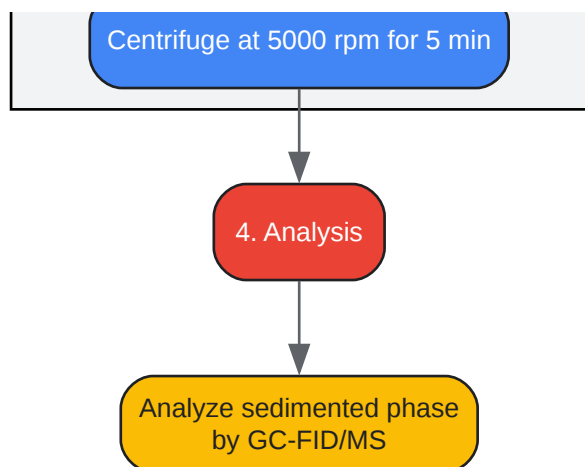 Centrifuge at 5000 rpm for 5 min
4. Analysis
Analyze sedimented phase
by GC-FID/MS